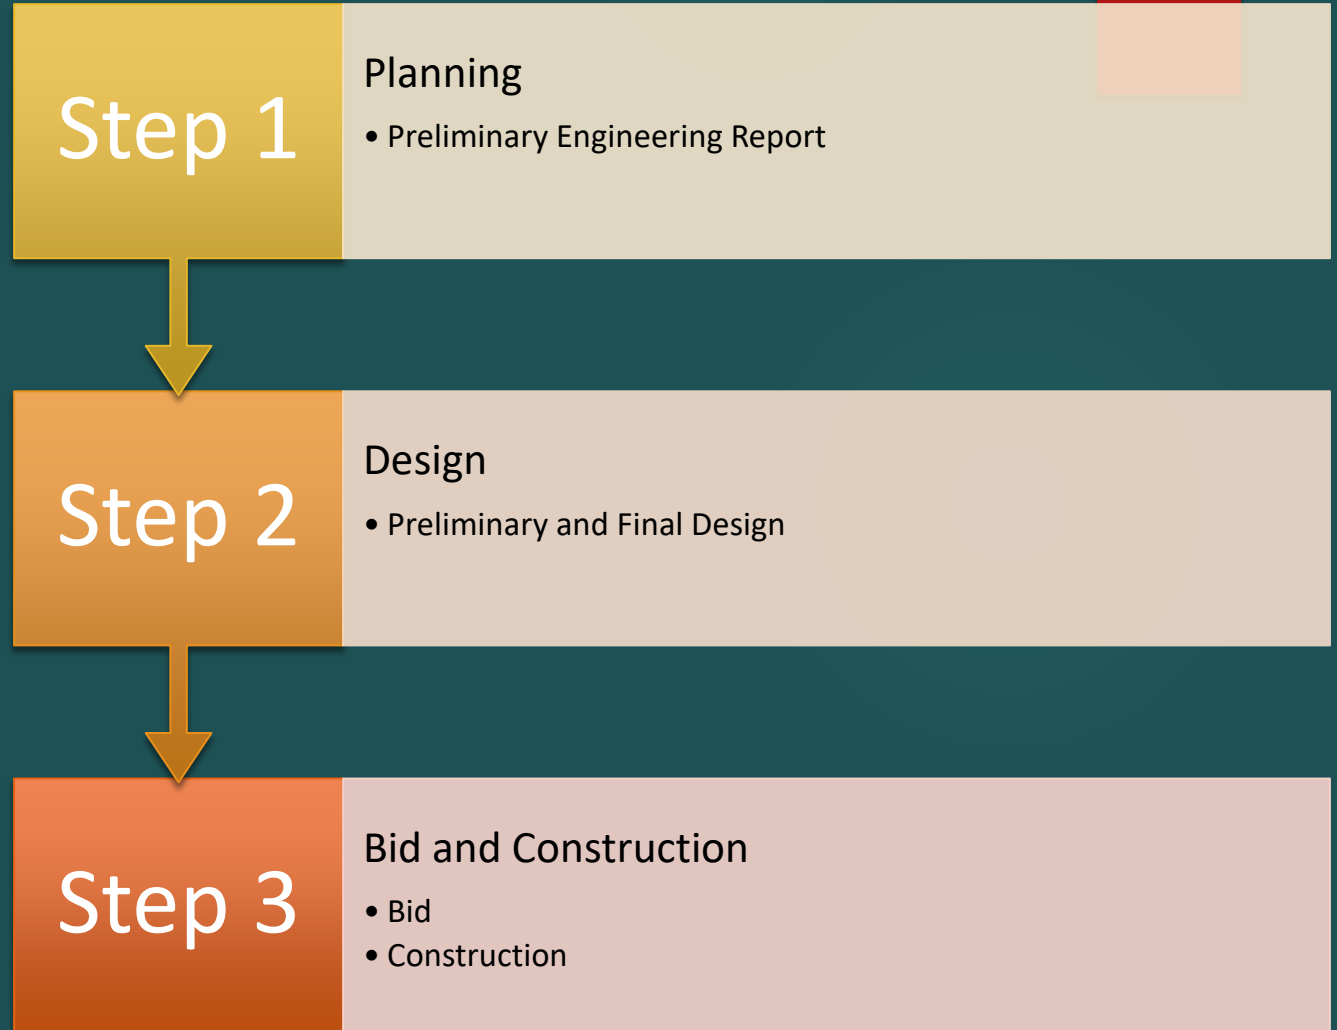 Step 1
Planning
• Preliminary Engineering Report
Step 2
Design
• Preliminary and Final Design
Step 3
Bid and Construction
• Bid
• Construction